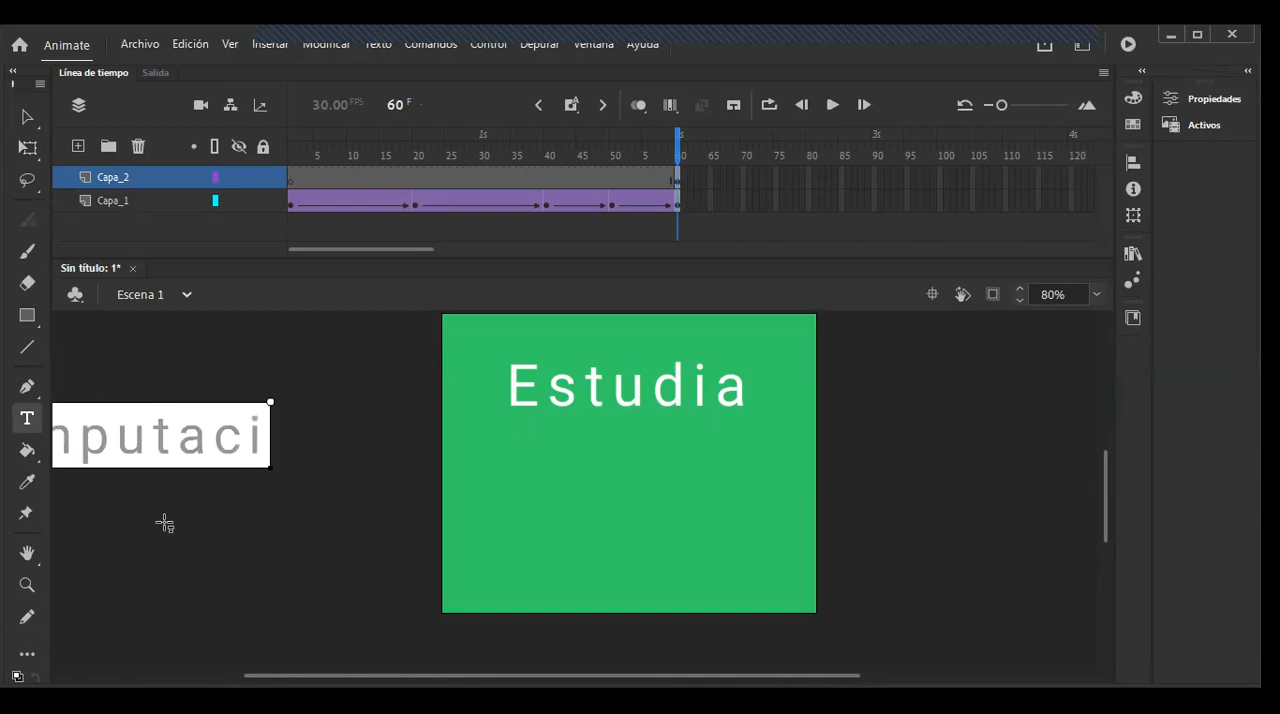 Animate Archivo Edición Ver Insertar Modificar Texto Comandos Control Depurar Ventana Ayuda
Línea de tiempo Salida
30.00 FPS 60 F
1s s 3s 4s
5 10 15 20 25 30 35 40 45 50 5 60 65 70 75 80 85 90 95 100 105 110 115 120
Capa_2
Capa_1
Propiedades
Activos
Sin título: 1*
Escena 1 80%
Estudia
nputaci